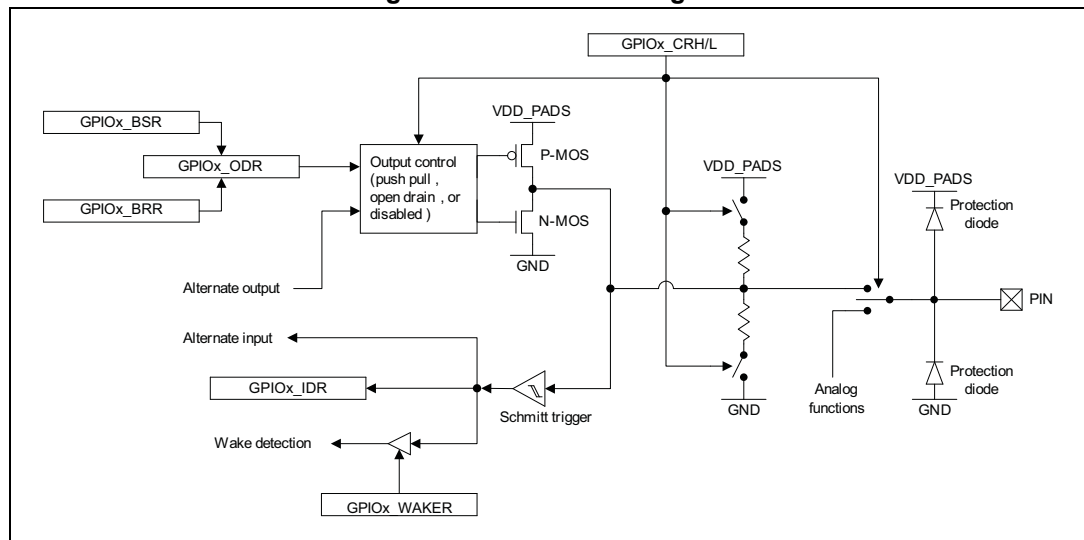 GPIOx_CRH/L
VDD_PADS
GPIOx_BSR
P-MOS
GPIOx_ODR
Output control
(push pull ,
open drain , or
disabled )
VDD_PADS
VDD_PADS
Protection
diode
GPIOx_BRR
N-MOS
GND
Alternate output
PIN
Alternate input
GPIOx_IDR
Schmitt trigger
Analog
functions
Protection
diode
GND
GND
Wake detection
GPIOx_WAKER